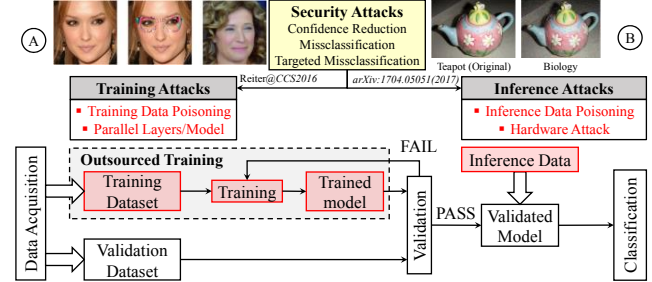 A
Security Attacks
Confidence Reduction
Missclassification
Targeted Missclassification
B
Teapot (Original)
Biology
Reiter@CCS2016
arXiv:1704.05051(2017)
Training Attacks
Training Data Poisoning
Parallel Layers/Model
Inference Attacks
Inference Data Poisoning
Hardware Attack
Data Acquisition
Outsourced Training
Training
Dataset
Training
Trained
model
FAIL
Validation
Dataset
Validation
PASS
Inference Data
Validated
Model
Classification